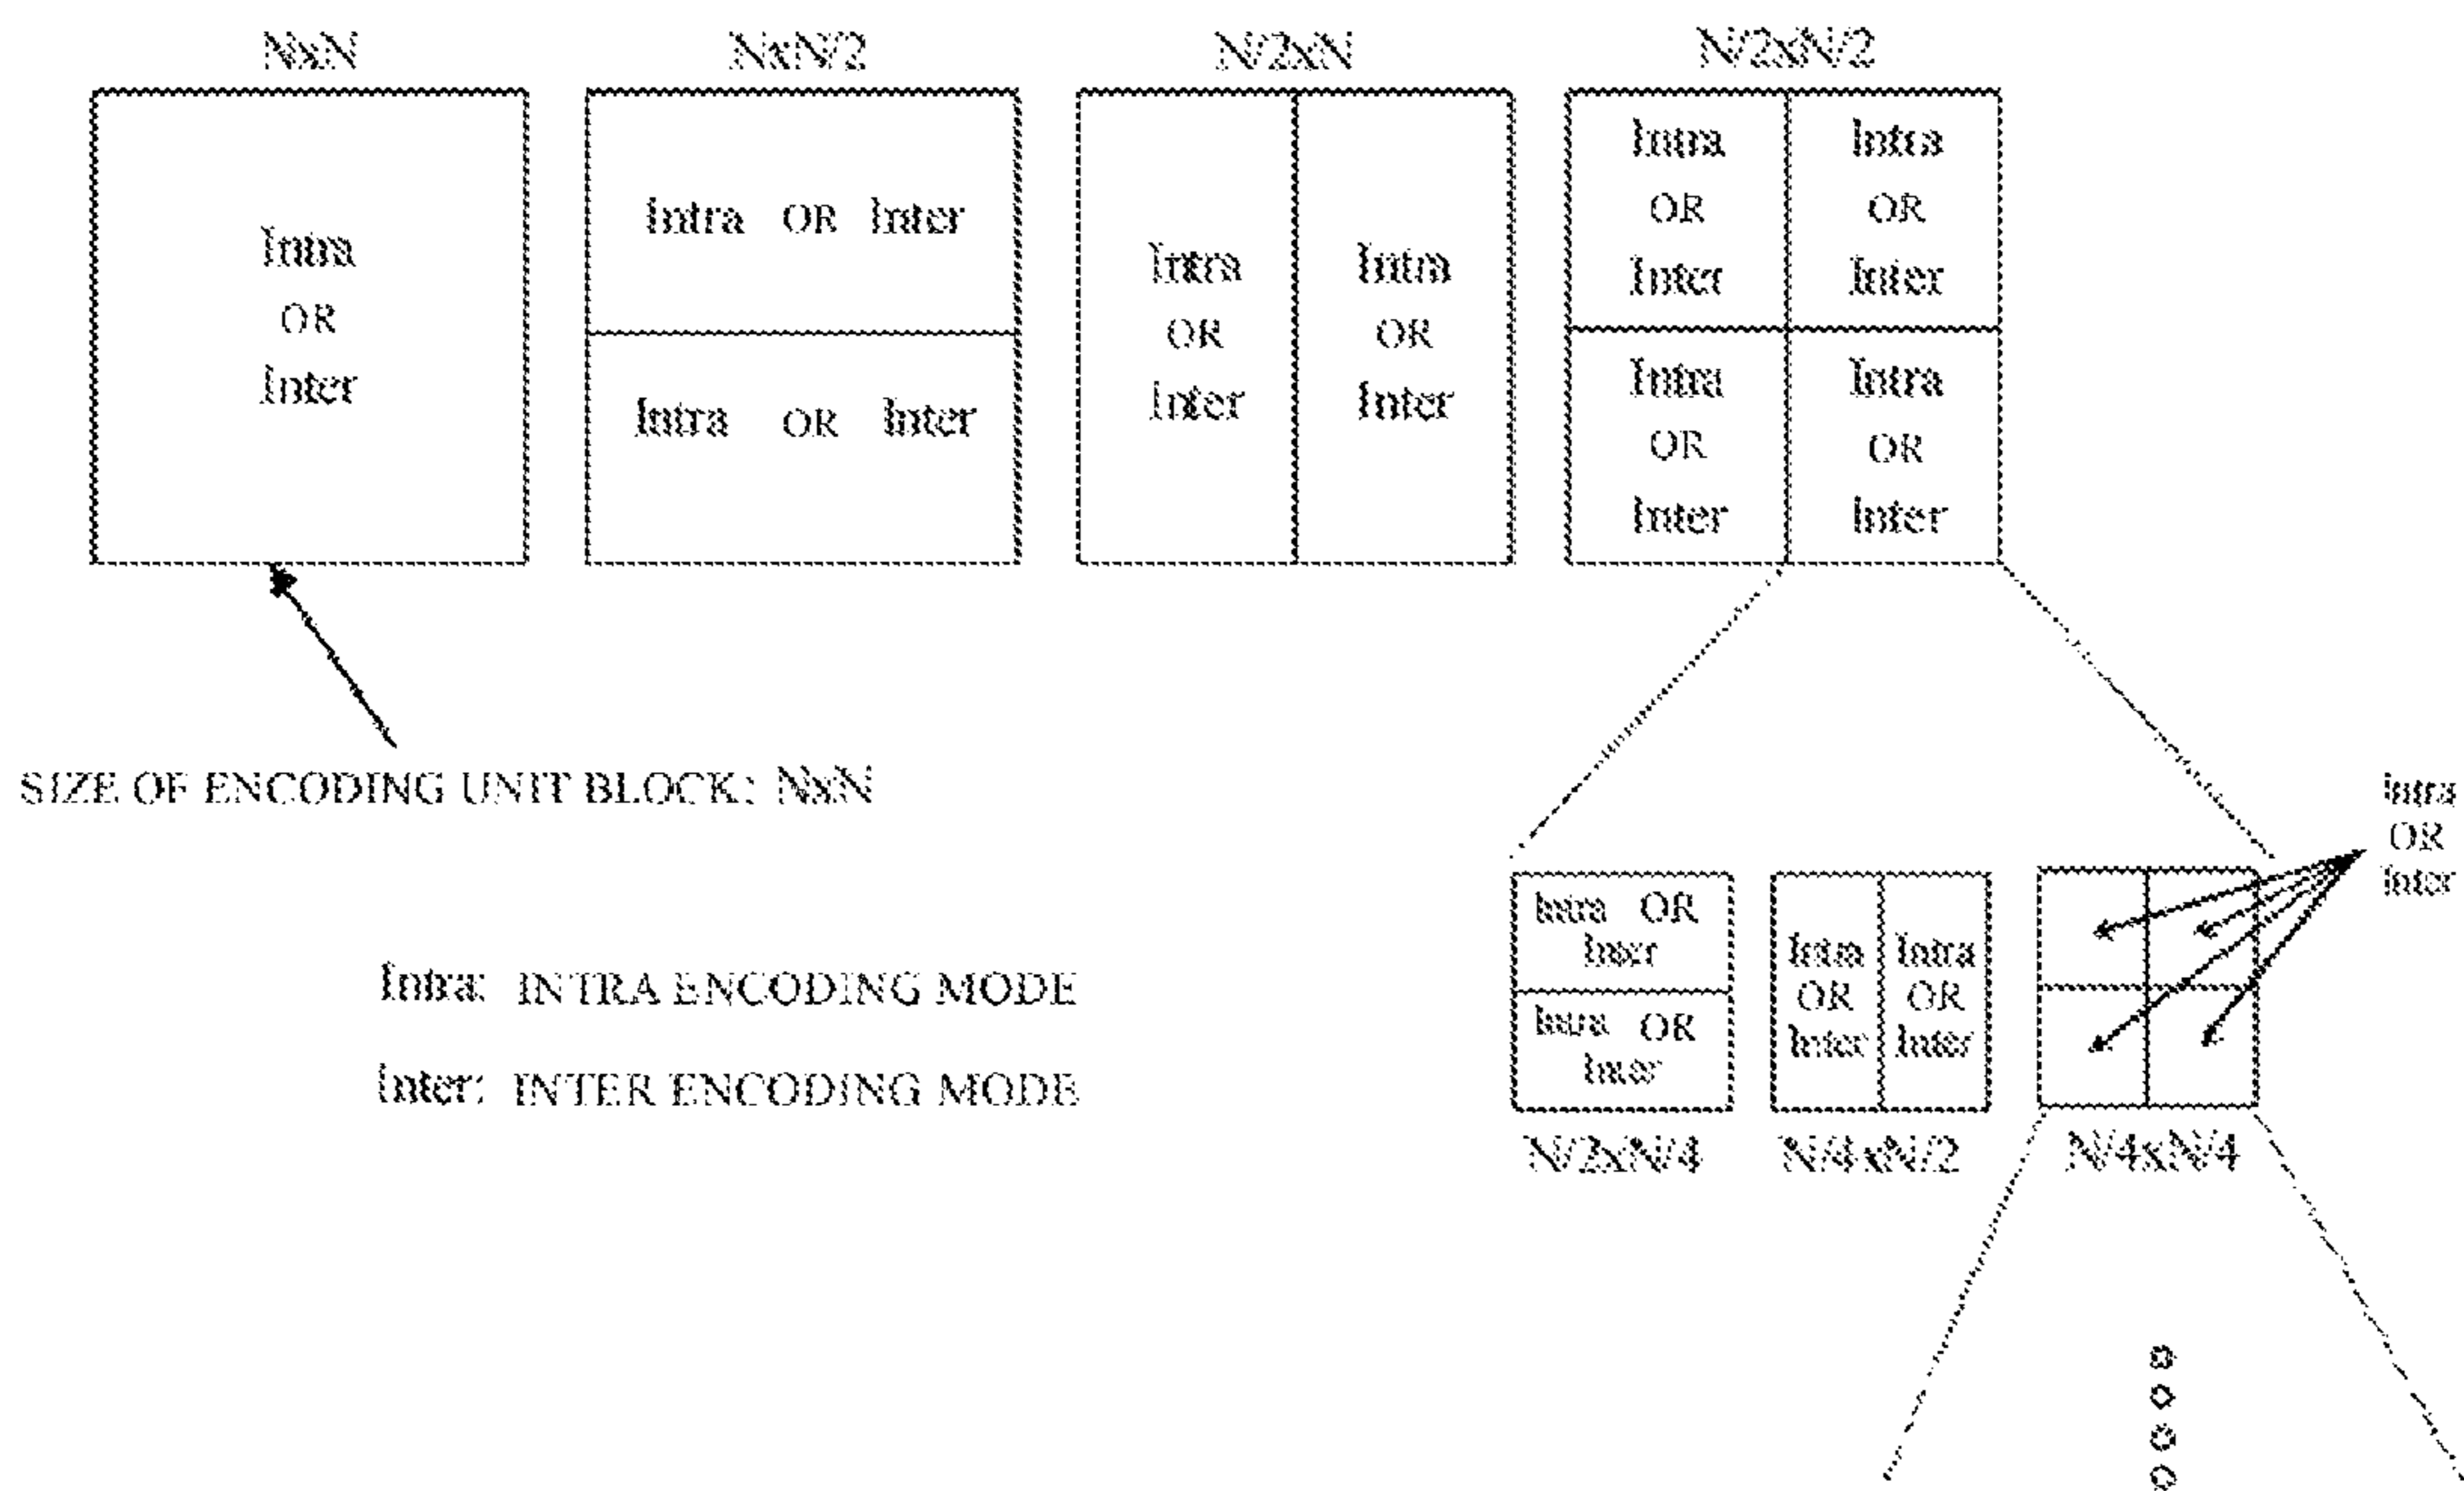 NxN
NxN/2
N/2xN
N/2xN/2
Intra
OR
Inter
Intra OR Inter
Intra OR Inter
Intra
OR
Inter
Intra
OR
Inter
Intra
OR
Inter
Intra
OR
Inter
Intra
OR
Inter
Intra
OR
Inter
SIZE OF ENCODING UNIT BLOCK: NxN
Intra
OR
Inter
Intra OR
Inter
Intra OR
Inter
Intra
OR
Inter
Intra
OR
Inter
N/2xN/4
N/4xN/2
N/4xN/4
Intra: INTRA ENCODING MODE
Inter: INTER ENCODING MODE